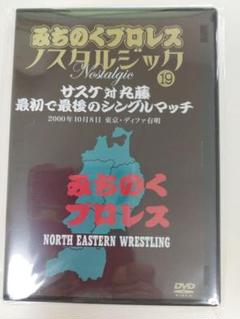 みちのくプロレス
ノスタルジック
Nostalgic
19
サスケ対丸藤
最初で最後のシングルマッチ
2000年10月8日 東京・ディファ有明
みちのく
プロレス
NORTH EASTERN WRESTLING
DVD